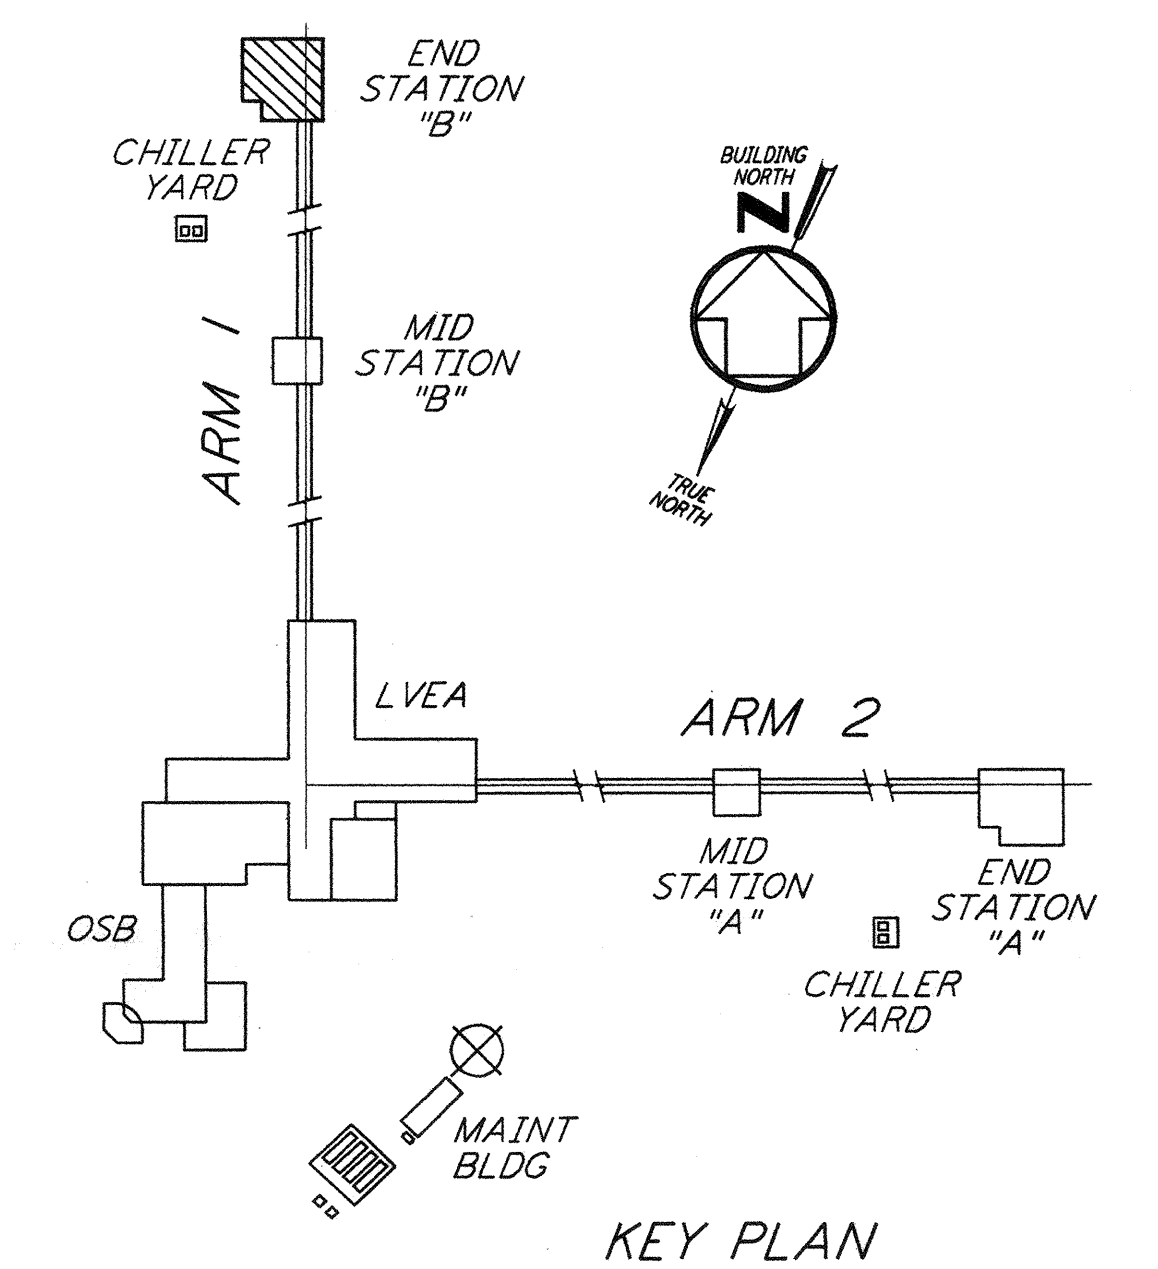 END
STATION
"B"
CHILLER
YARD
BUILDING
NORTH
N
ARM 1
MID
STATION
"B"
TRUE
NORTH
LVEA
ARM 2
MID
STATION
"A"
END
STATION
"A"
OSB
CHILLER
YARD
MAINT
BLDG
KEY PLAN